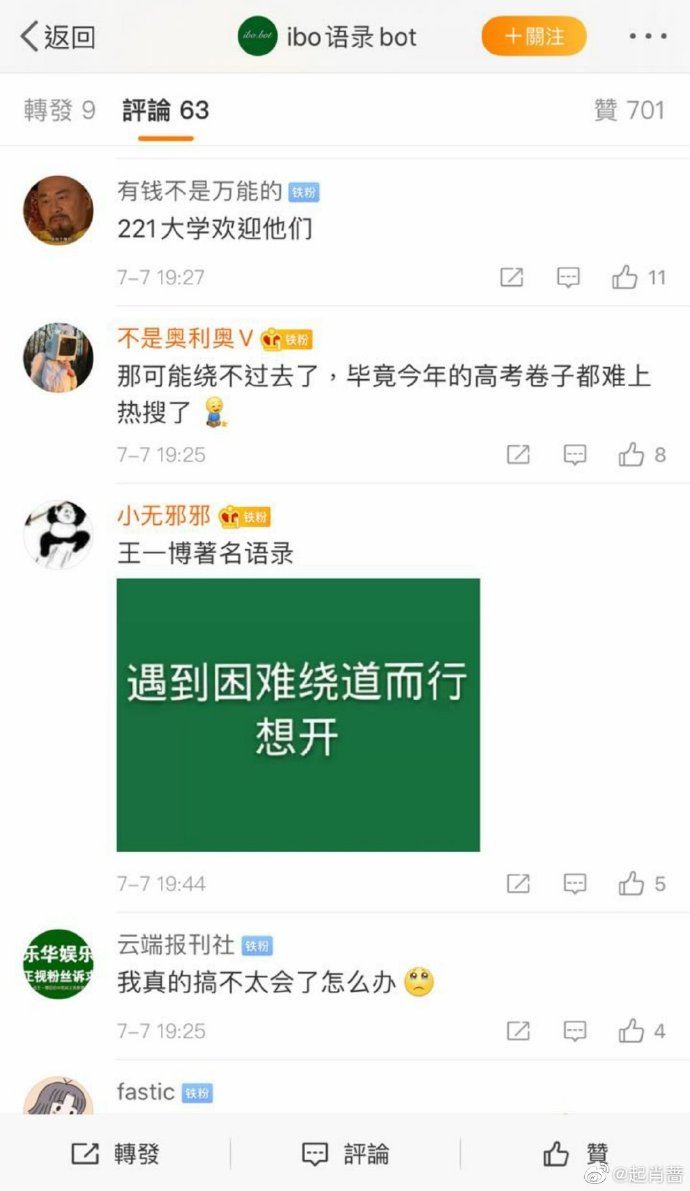 返回
ibo.bot
ibo语录bot
+關注
轉發 9
評論 63
贊 701
有钱不是万能的 铁粉
221大学欢迎他们
7-7 19:27
11
不是奥利奥V 铁粉
那可能绕不过去了，毕竟今年的高考卷子都难上
热搜了
7-7 19:25
8
小无邪邪 铁粉
王一博著名语录
遇到困难绕道而行
想开
7-7 19:44
5
乐华娱乐
正视粉丝诉求
云端报刊社 铁粉
我真的搞不太会了怎么办
7-7 19:25
4
fastic 铁粉
轉發
評論
贊
@起肖蔷